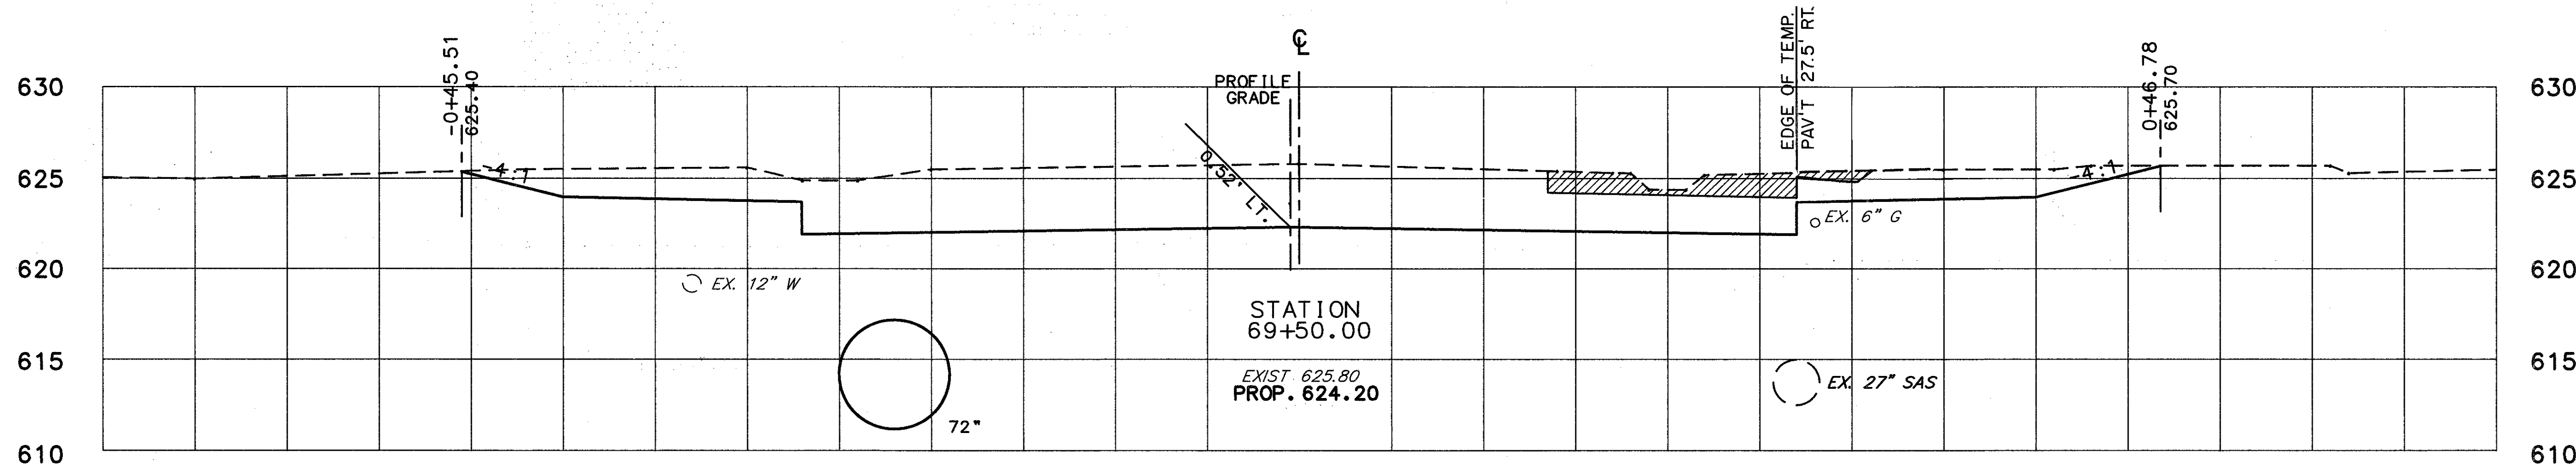 -0+45.51
625.40
℄
EDGE OF TEMP.
PAV'T 27.5' RT.
0+46.78
625.70
630
PROFILE
GRADE
630
625
-4:1
0.52' LT.
-4:1
625
EX. 6" G
620
EX. 12" W
620
STATION
69+50.00
615
615
EXIST. 625.80
PROP. 624.20
EX. 27" SAS
72"
610
610